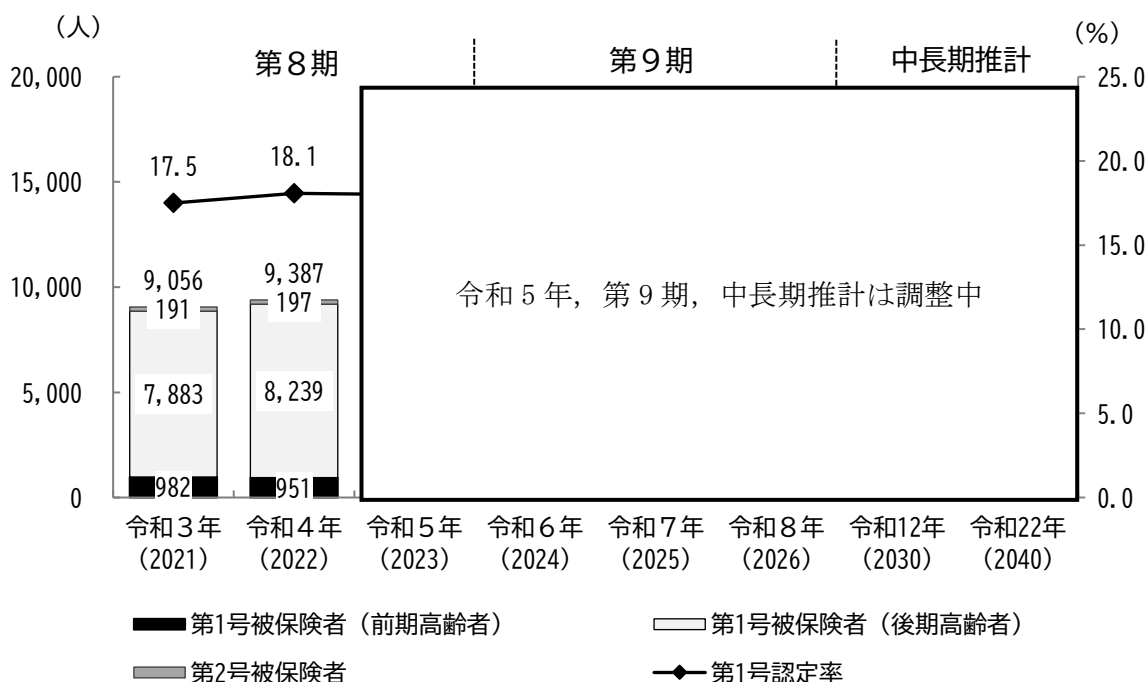 （人）
（%）
第８期
第９期
中長期推計
20,000
25.0
20.0
17.5
18.1
15,000
15.0
9,056
9,387
10,000
191
197
令和５年，第９期，中長期推計は調整中
10.0
7,883
8,239
5,000
5.0
982
951
0
0.0
令和３年
令和４年
令和５年
令和６年
令和７年
令和８年
令和12年
令和22年
（2021）
（2022）
（2023）
（2024）
（2025）
（2026）
（2030）
（2040）
第1号被保険者（前期高齢者）
第1号被保険者（後期高齢者）
第2号被保険者
第1号認定率